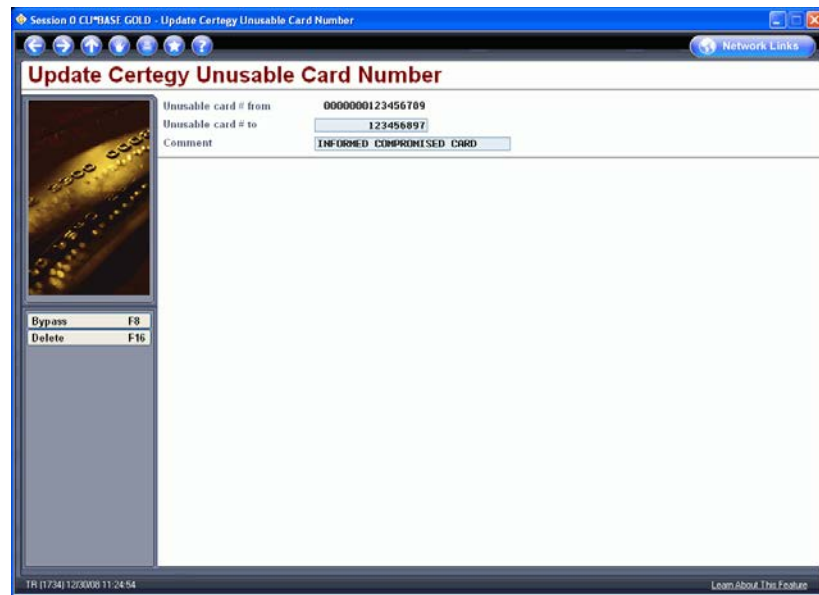 Session 0 CU*BASE GOLD - Update Certegy Unusable Card Number
Network Links
Update Certegy Unusable Card Number
Unusable card # from 0000000123456789
Unusable card # to 123456897
Comment INFORMED COMPROMISED CARD
Bypass F8
Delete F16
TR (1734) 12/30/08 11:24:54
Learn About This Feature